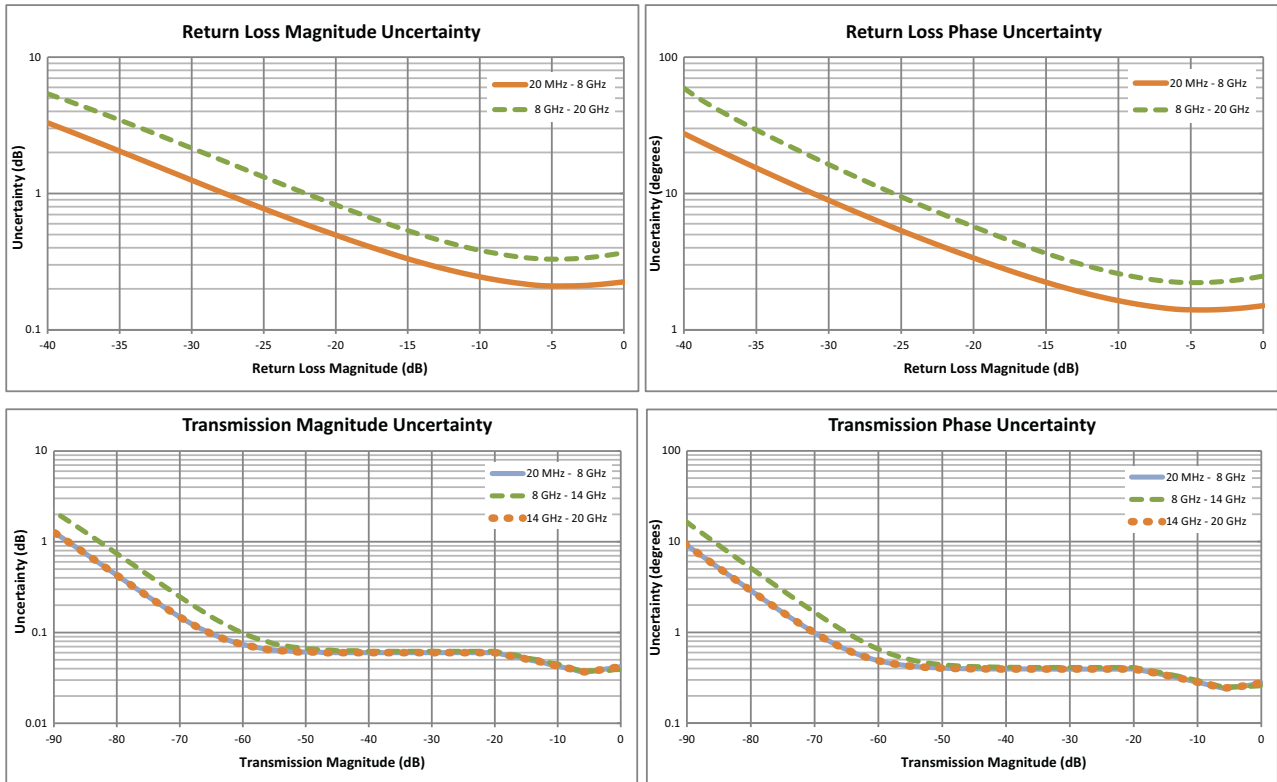 Return Loss Magnitude Uncertainty
10
1
0.1
Uncertainty (dB)
20 MHz - 8 GHz
8 GHz - 20 GHz
-40 -35 -30 -25 -20 -15 -10 -5 0
Return Loss Magnitude (dB)
Return Loss Phase Uncertainty
100
10
1
Uncertainty (degrees)
20 MHz - 8 GHz
8 GHz - 20 GHz
-40 -35 -30 -25 -20 -15 -10 -5 0
Return Loss Magnitude (dB)
Transmission Magnitude Uncertainty
10
1
0.1
0.01
Uncertainty (dB)
20 MHz - 8 GHz
8 GHz - 14 GHz
14 GHz - 20 GHz
-90 -80 -70 -60 -50 -40 -30 -20 -10 0
Transmission Magnitude (dB)
Transmission Phase Uncertainty
100
10
1
0.1
Uncertainty (degrees)
20 MHz - 8 GHz
8 GHz - 14 GHz
14 GHz - 20 GHz
-90 -80 -70 -60 -50 -40 -30 -20 -10 0
Transmission Magnitude (dB)